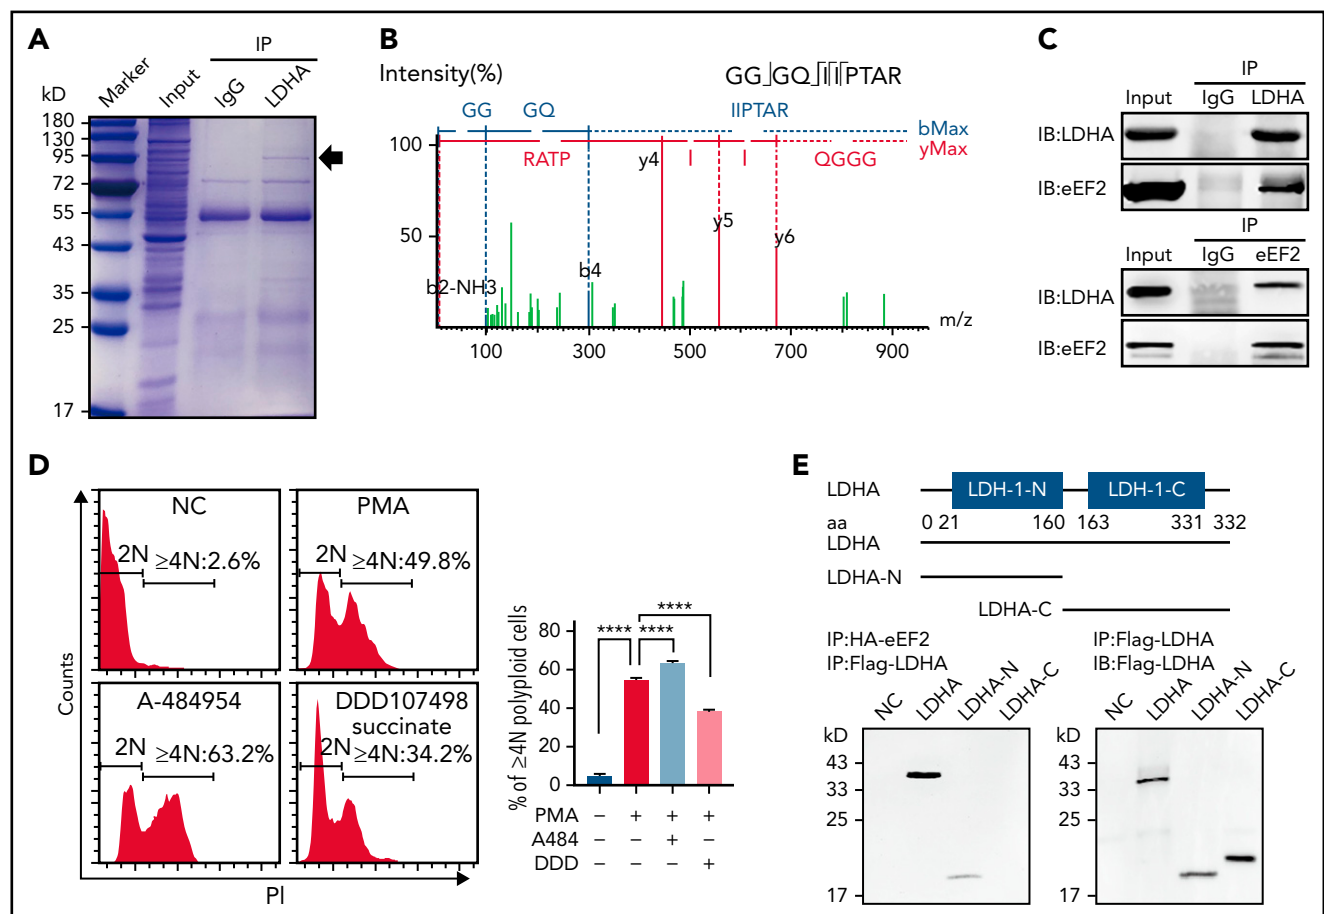 A
IP
Marker
Input
IgG
LDHA
kD
180
130
95
72
55
43
35
25
17
B
Intensity(%)
GG GQ I I PTAR
GG GQ IIPTAR
bMax
yMax
100
RATP y4 I I QGGG
50
y5
y6
b2-NH3
b4
m/z
100 300 500 700 900
C
IP
Input IgG LDHA
IB:LDHA
IB:eEF2
IP
Input IgG eEF2
IB:LDHA
IB:eEF2
D
NC
2N ≥4N:2.6%
PMA
2N ≥4N:49.8%
A-484954
2N ≥4N:63.2%
DDD107498
succinate
2N ≥4N:34.2%
Counts
PI
% of ≥4N polyploid cells
80
60
40
20
0
**** ****
****
PMA – + + +
A484 – – + –
DDD – – – +
E
LDHA LDH-1-N LDH-1-C
aa 0 21 160 163 331 332
LDHA
LDHA-N
LDHA-C
IP:HA-eEF2
IP:Flag-LDHA
NC
LDHA
LDHA-N
LDHA-C
kD
43
33
25
17
IP:Flag-LDHA
IB:Flag-LDHA
NC
LDHA
LDHA-N
LDHA-C
kD
43
33
25
17